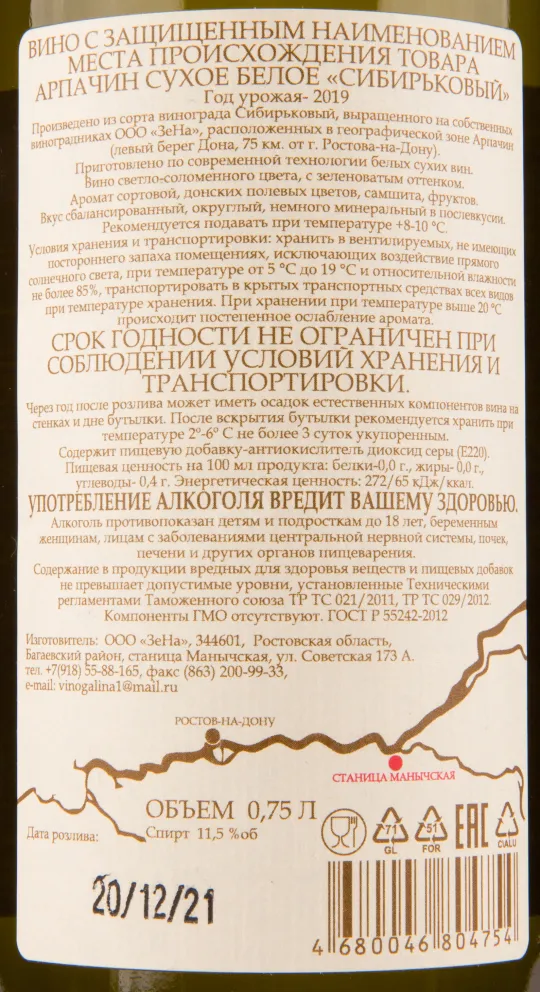 ВИНО С ЗАЩИЩЕННЫМ НАИМЕНОВАНИЕМ
МЕСТА ПРОИСХОЖДЕНИЯ ТОВАРА
АРПАЧИН СУХОЕ БЕЛОЕ «СИБИРЬКОВЫЙ»
Год урожая- 2019
Произведено из сорта винограда Сибирьковый, выращенного на собственных
виноградниках ООО «ЗеНа», расположенных в географической зоне Арпачин
(левый берег Дона, 75 км. от г. Ростова-на-Дону).
Приготовлено по современной технологии белых сухих вин.
Вино светло-соломенного цвета, с зеленоватым оттенком.
Аромат сортовой, донских полевых цветов, самшита, фруктов.
Вкус сбалансированный, округлый, немного минеральный в послевкусии.
Рекомендуется подавать при температуре +8-10 °C.
Условия хранения и транспортировки: хранить в вентилируемых, не имеющих
постороннего запаха помещениях, исключающих воздействие прямого
солнечного света, при температуре от 5 °C до 19 °C и относительной влажности
не более 85%, транспортировать в крытых транспортных средствах всех видов
при температуре хранения. При хранении при температуре выше 20 °C
происходит постепенное ослабление аромата.
СРОК ГОДНОСТИ НЕ ОГРАНИЧЕН ПРИ
СОБЛЮДЕНИИ УСЛОВИЙ ХРАНЕНИЯ И
ТРАНСПОРТИРОВКИ.
Через год после розлива может иметь осадок естественных компонентов вина на
стенках и дне бутылки. После вскрытия бутылки рекомендуется хранить при
температуре 2°-6° С не более 3 суток укупоренным.
Содержит пищевую добавку-антиокислитель диоксид серы (Е220).
Пищевая ценность на 100 мл продукта: белки-0,0 г., жиры- 0,0 г.,
углеводы- 0,4 г. Энергетическая ценность: 272/65 кДж/ккал.
УПОТРЕБЛЕНИЕ АЛКОГОЛЯ ВРЕДИТ ВАШЕМУ ЗДОРОВЬЮ.
Алкоголь противопоказан детям и подросткам до 18 лет, беременным
женщинам, лицам с заболеваниями центральной нервной системы, почек,
печени и других органов пищеварения.
Содержание в продукции вредных для здоровья веществ и пищевых добавок
не превышает допустимые уровни, установленные Техническими
регламентами Таможенного союза ТР ТС 021/2011, ТР ТС 029/2012
Компоненты ГМО отсутствуют. ГОСТ Р 55242-2012
Изготовитель: ООО «ЗеНа», 344601, Ростовская область,
Багаевский район, станица Манычская, ул. Советская 173 А.
тел. +7(918) 55-88-165, факс (863) 200-99-33,
e-mail: vinogalina1@mail.ru
РОСТОВ-НА-ДОНУ
СТАНИЦА МАНЫЧСКАЯ
ОБЪЕМ 0,75 Л
Дата розлива: Спирт 11,5 %об
71 GL
51 FOR
EAC
C\ALU
20/12/21
4 680046 804754